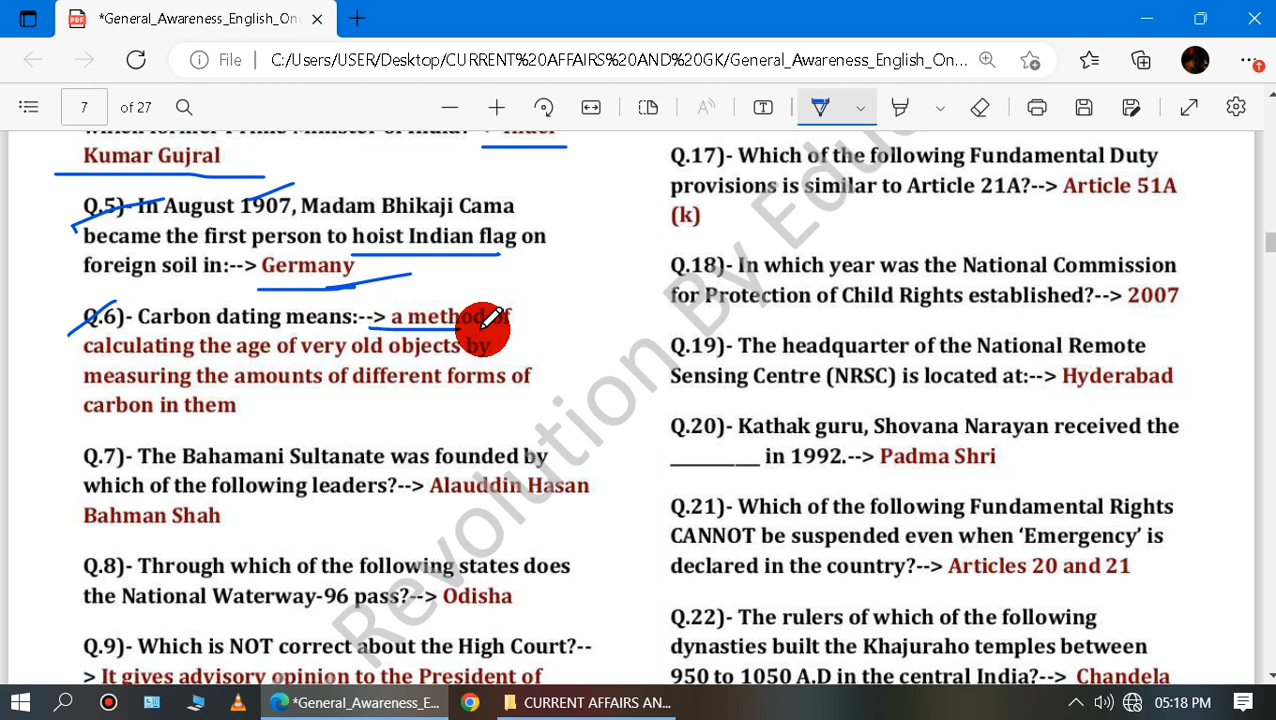 *General_Awareness_English_On
File C:/Users/USER/Desktop/CURRENT%20AFFAIRS%20AND%20GK/General_Awareness_English_On...
7 of 27
Kumar Gujral
Q.5)- In August 1907, Madam Bhikaji Cama
became the first person to hoist Indian flag on
foreign soil in:--> Germany
Q.6)- Carbon dating means:--> a method of
calculating the age of very old objects by
measuring the amounts of different forms of
carbon in them
Q.7)- The Bahamani Sultanate was founded by
which of the following leaders?--> Alauddin Hasan
Bahman Shah
Q.8)- Through which of the following states does
the National Waterway-96 pass?--> Odisha
Q.9)- Which is NOT correct about the High Court?--
> It gives advisory opinion to the President of
Q.17)- Which of the following Fundamental Duty
provisions is similar to Article 21A?--> Article 51A
(k)
Q.18)- In which year was the National Commission
for Protection of Child Rights established?--> 2007
Q.19)- The headquarter of the National Remote
Sensing Centre (NRSC) is located at:--> Hyderabad
Q.20)- Kathak guru, Shovana Narayan received the
__________ in 1992.--> Padma Shri
Q.21)- Which of the following Fundamental Rights
CANNOT be suspended even when ‘Emergency’ is
declared in the country?--> Articles 20 and 21
Q.22)- The rulers of which of the following
dynasties built the Khajuraho temples between
950 to 1050 A.D in the central India?--> Chandela
Revolution By Edu
*General_Awareness_E...
CURRENT AFFAIRS AN...
05:18 PM